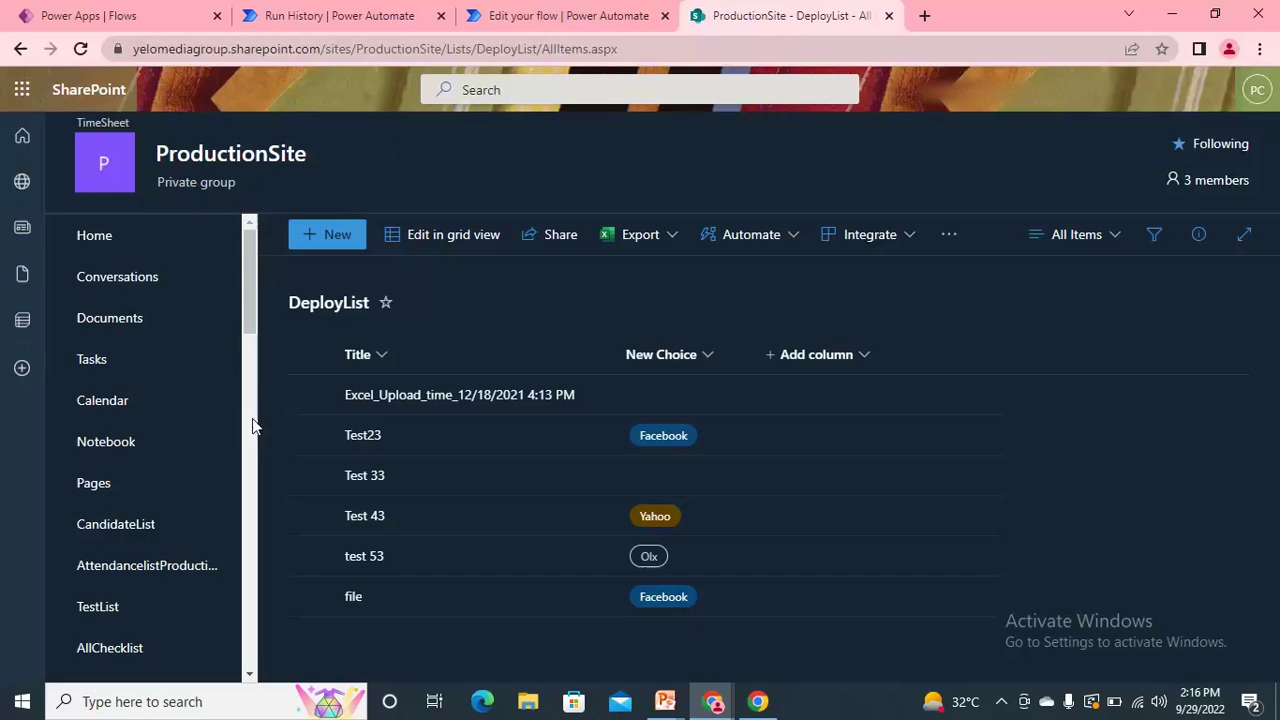 Power Apps | Flows
Run History | Power Automate
Edit your flow | Power Automate
ProductionSite - DeployList - All
yelomediagroup.sharepoint.com/sites/ProductionSite/Lists/DeployList/AllItems.aspx
SharePoint
Search
PC
TimeSheet
P
ProductionSite
Private group
Following
3 members
Home
Conversations
Documents
Tasks
Calendar
Notebook
Pages
CandidateList
AttendancelistProducti...
TestList
AllChecklist
New
Edit in grid view
Share
Export
Automate
Integrate
All Items
DeployList
Title
New Choice
Add column
Excel_Upload_time_12/18/2021 4:13 PM
Test23
Facebook
Test 33
Test 43
Yahoo
test 53
Olx
file
Facebook
Activate Windows
Go to Settings to activate Windows.
Type here to search
32°C
2:16 PM
9/29/2022
2